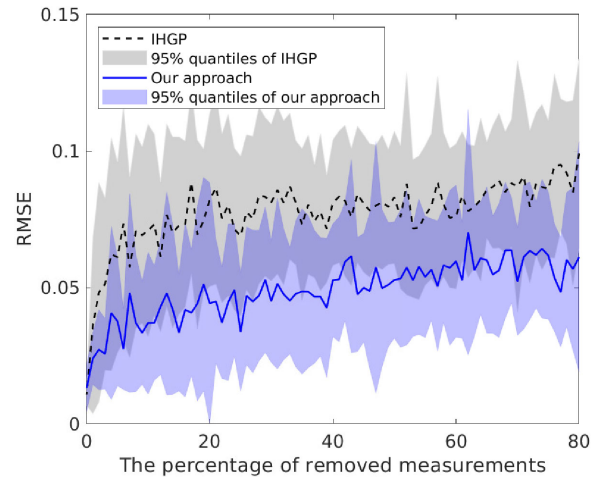 0.15
IHGP
95% quantiles of IHGP
Our approach
95% quantiles of our approach
0.1
RMSE
0.05
0
0 20 40 60 80
The percentage of removed measurements